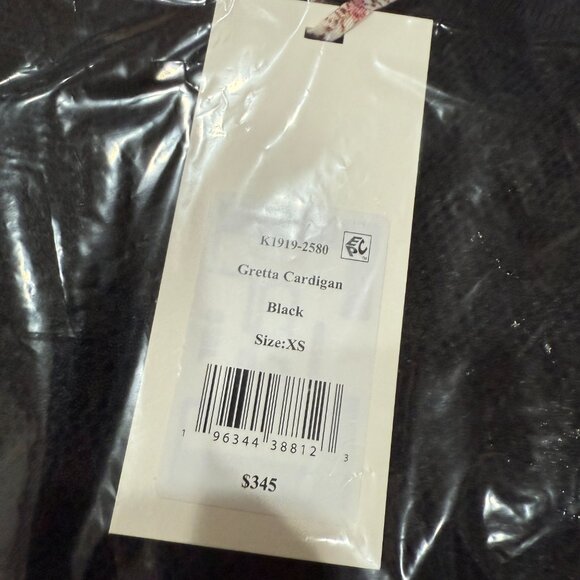 K1919-2580
Gretta Cardigan
Black
Size:XS
1 96344 38812 3
$345